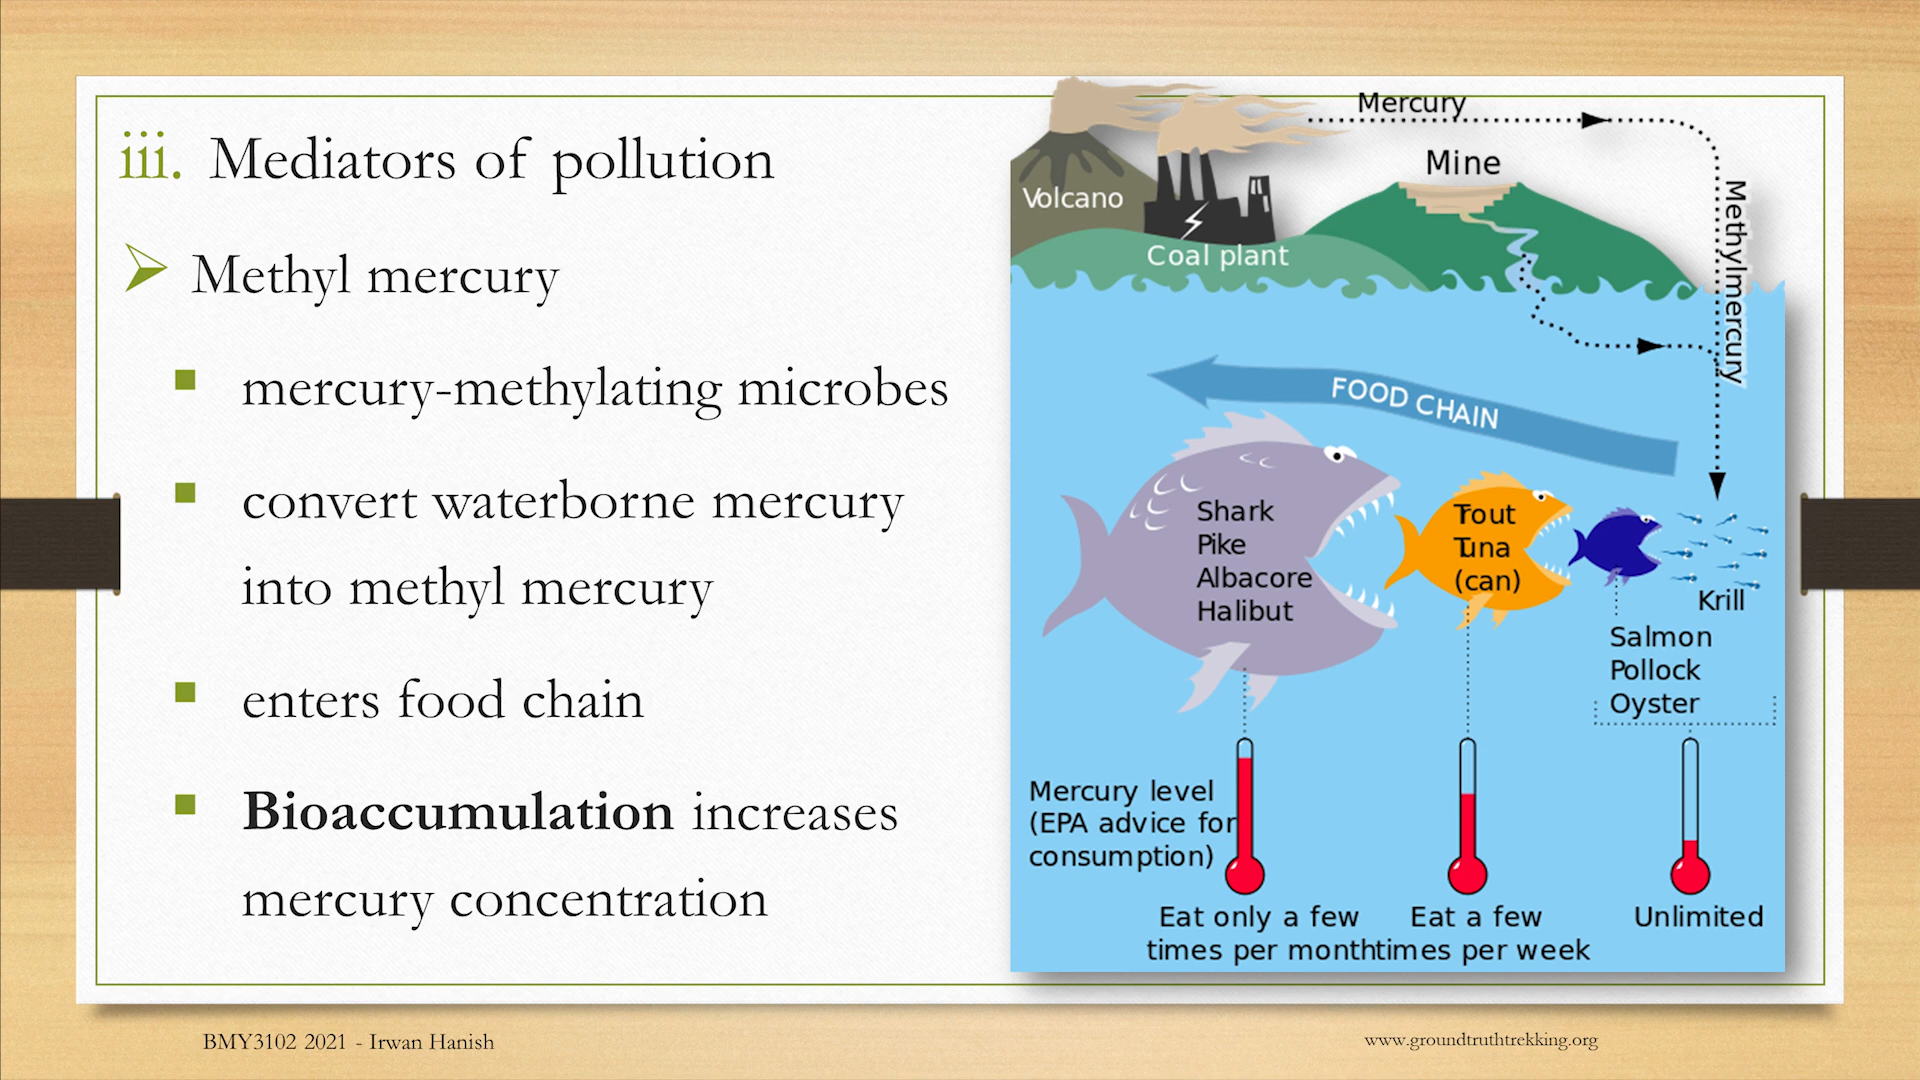 iii. Mediators of pollution
Methyl mercury
mercury-methylating microbes
convert waterborne mercury
into methyl mercury
enters food chain
Bioaccumulation increases
mercury concentration
Mercury
Mine
Volcano
Coal plant
Methylmercury
FOOD CHAIN
Shark
Pike
Albacore
Halibut
Tout
Tuna
(can)
Krill
Salmon
Pollock
Oyster
Mercury level
(EPA advice for
consumption)
Eat only a few
times per month
Eat a few
times per week
Unlimited
BMY3102 2021 - Irwan Hanish
www.groundtruthtrekking.org